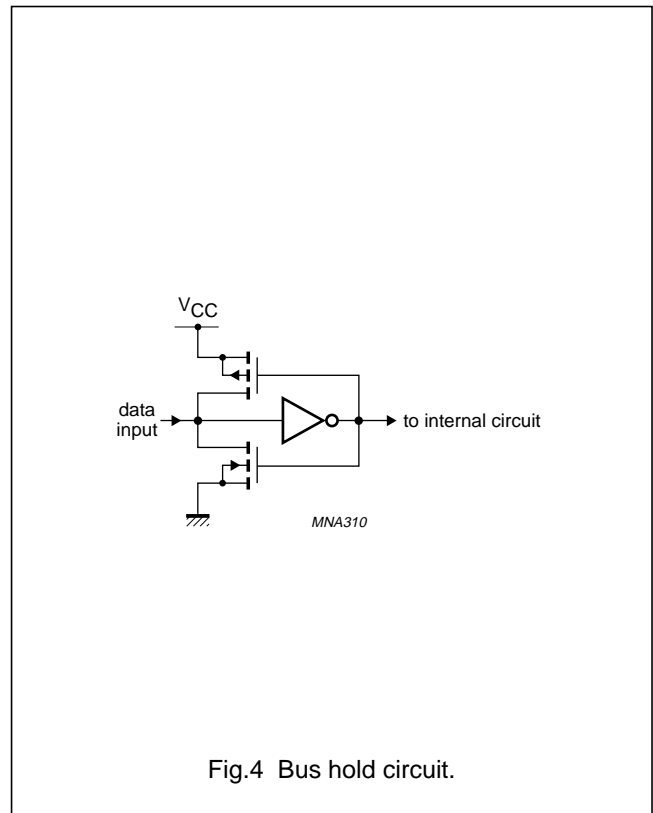 VCC
data
input
to internal circuit
MNA310
Fig.4 Bus hold circuit.